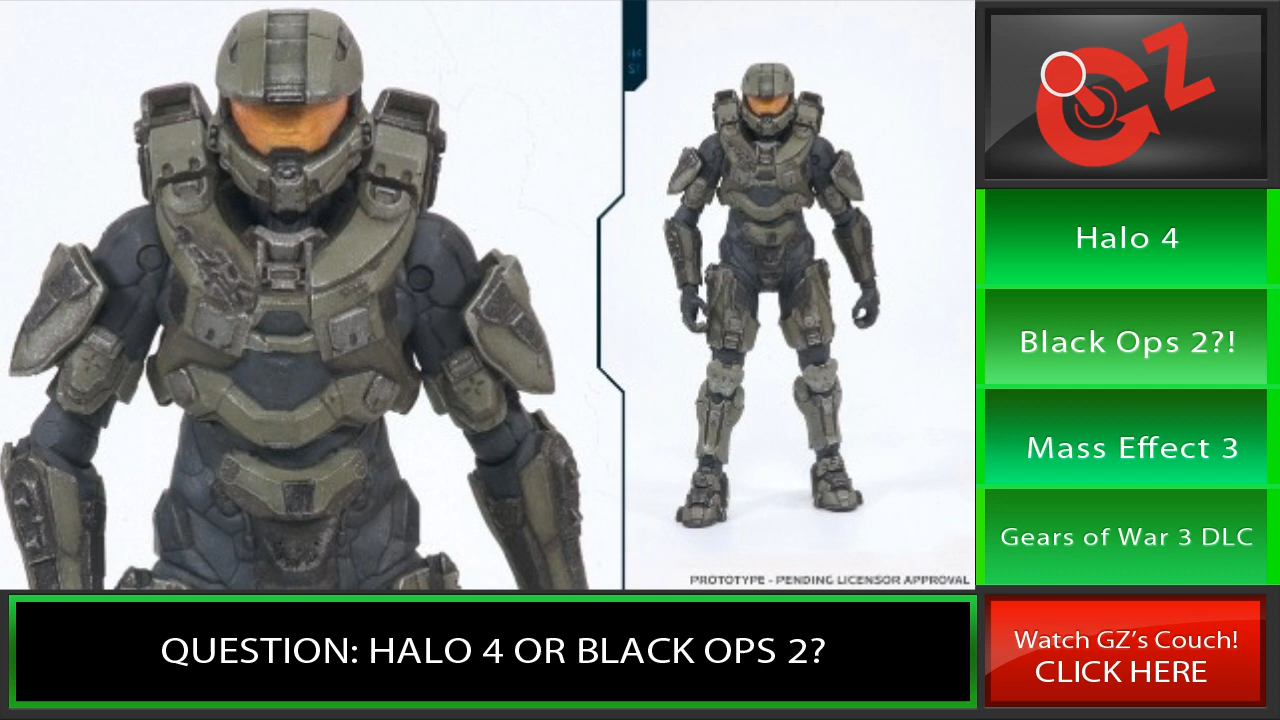 GZ
Halo 4
Black Ops 2?!
Mass Effect 3
Gears of War 3 DLC
PROTOTYPE - PENDING LICENSOR APPROVAL
QUESTION: HALO 4 OR BLACK OPS 2?
Watch GZ's Couch!
CLICK HERE